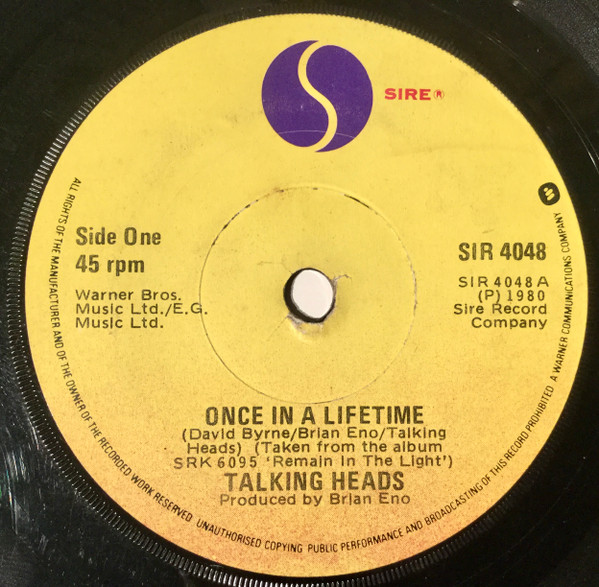 SIRE®
Side One
45 rpm
Warner Bros.
Music Ltd./E.G.
Music Ltd.
SIR 4048
SIR 4048 A
(P) 1980
Sire Record
Company
ONCE IN A LIFETIME
(David Byrne/Brian Eno/Talking
Heads) (Taken from the album
SRK 6095 'Remain In The Light')
TALKING HEADS
Produced by Brian Eno
ALL RIGHTS OF THE MANUFACTURER AND OF THE OWNER OF THE RECORDED WORK RESERVED UNAUTHORISED COPYING PUBLIC PERFORMANCE AND BROADCASTING OF THIS RECORD PROHIBITED A WARNER COMMUNICATIONS COMPANY